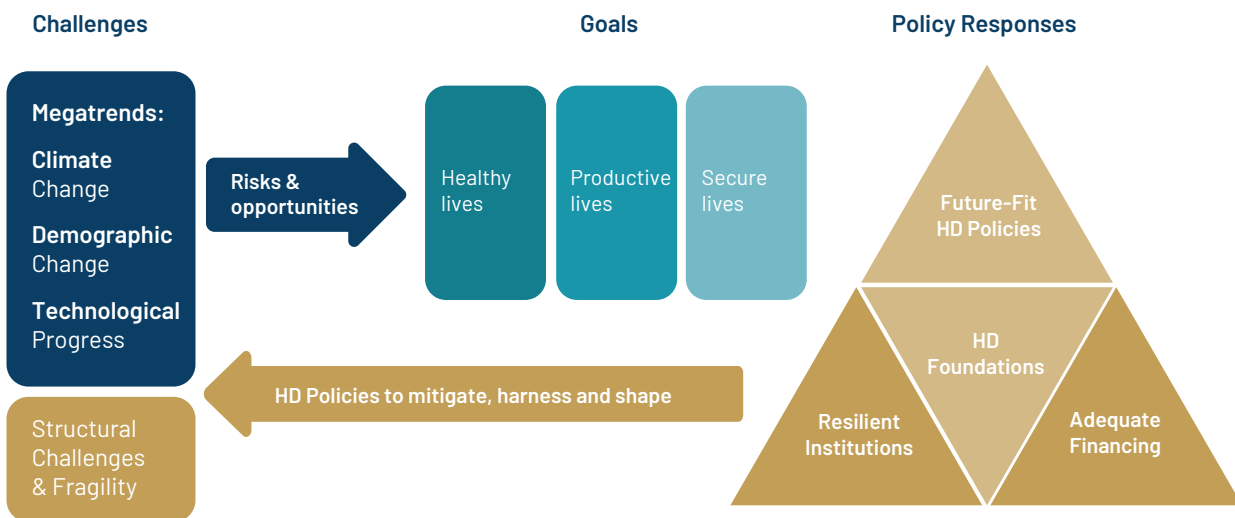 Challenges
Goals
Policy Responses
Megatrends:
Climate
Change
Demographic
Change
Technological
Progress
Structural
Challenges
& Fragility
Risks &
opportunities
Healthy
lives
Productive
lives
Secure
lives
HD Policies to mitigate, harness and shape
Future-Fit
HD Policies
HD
Foundations
Resilient
Institutions
Adequate
Financing